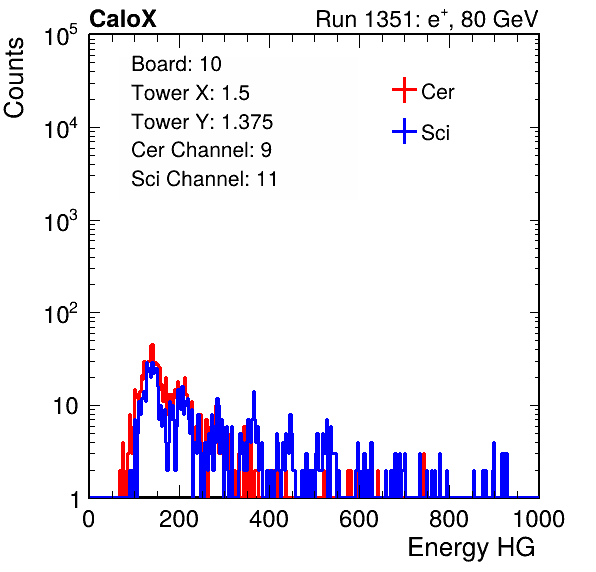 CaloX Run 1351: e⁺, 80 GeV
Counts
10⁵
10⁴
10³
10²
10
1
Board: 10
Tower X: 1.5
Tower Y: 1.375
Cer Channel: 9
Sci Channel: 11
Cer
Sci
0 200 400 600 800 1000
Energy HG